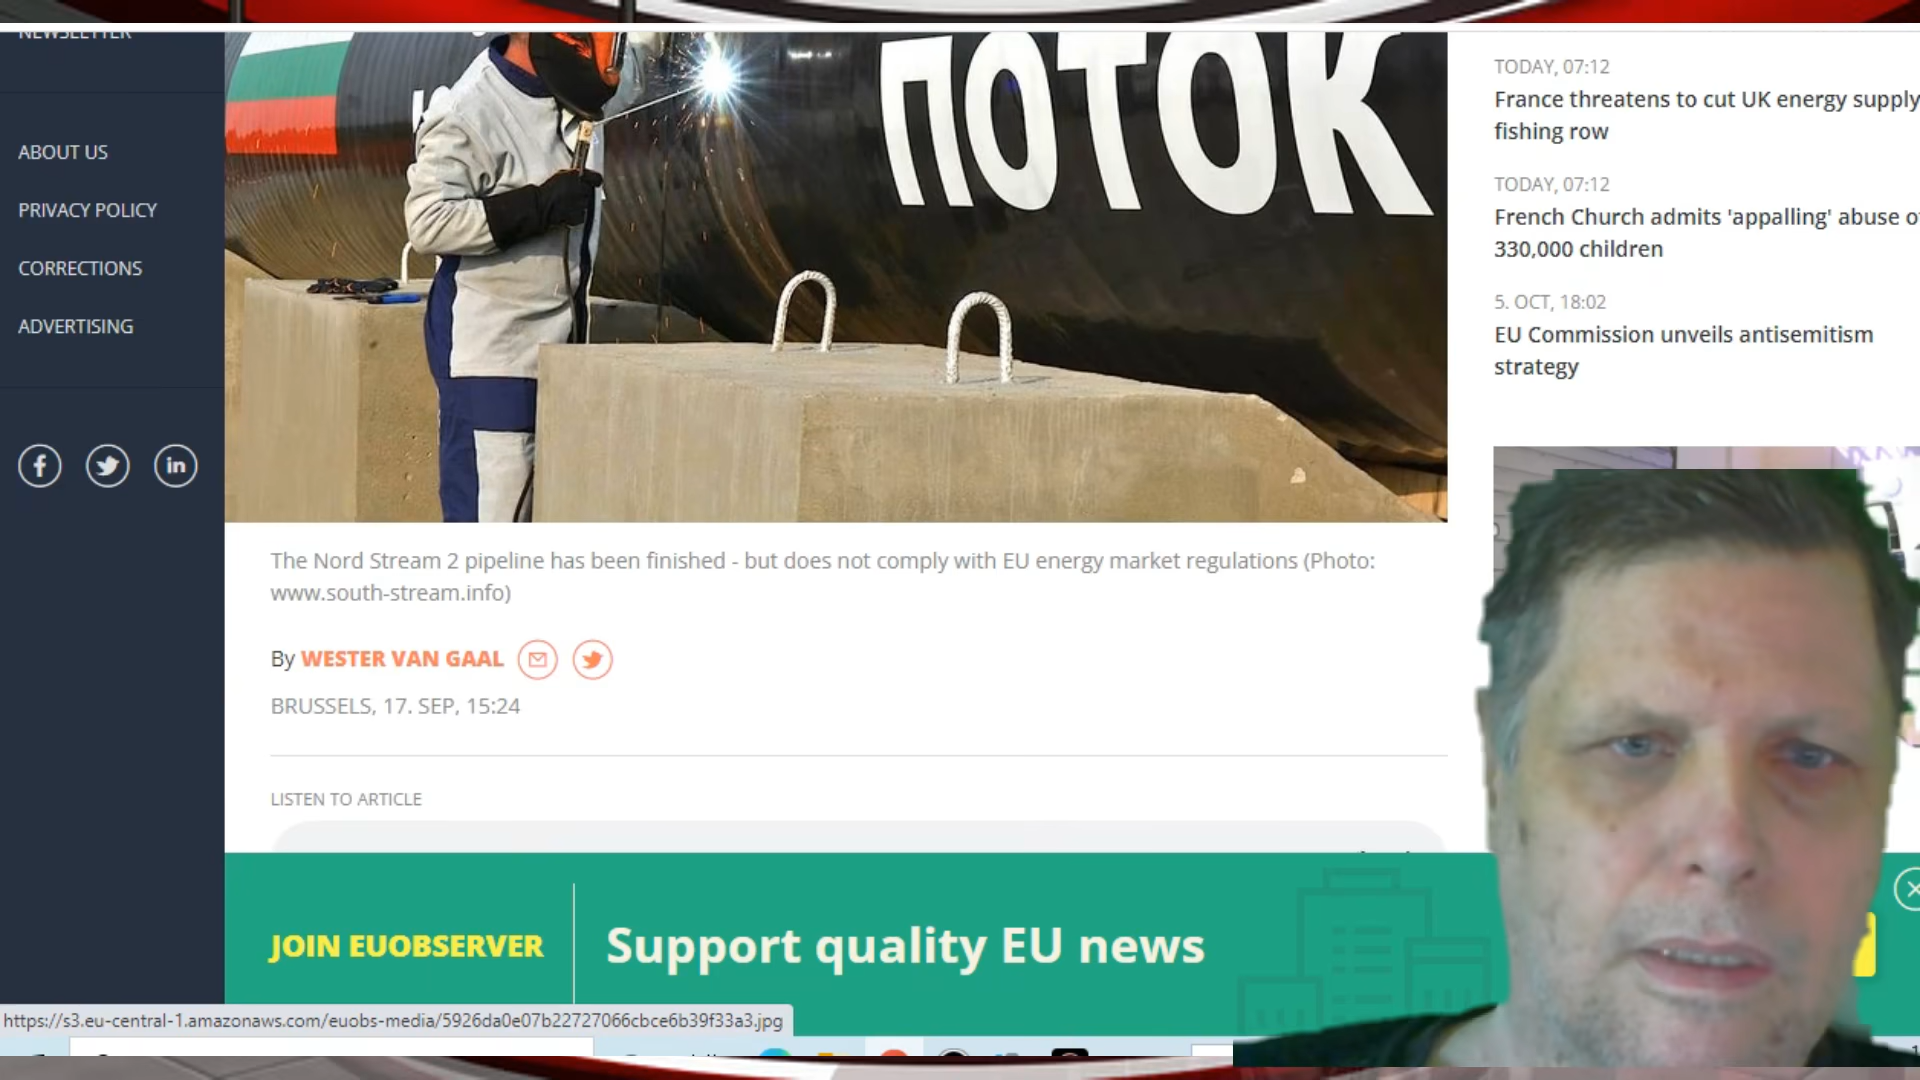 NEWSLETTER
ABOUT US
PRIVACY POLICY
CORRECTIONS
ADVERTISING
ПОТОК
The Nord Stream 2 pipeline has been finished - but does not comply with EU energy market regulations (Photo:
www.south-stream.info)
By WESTER VAN GAAL
BRUSSELS, 17. SEP, 15:24
LISTEN TO ARTICLE
TODAY, 07:12
France threatens to cut UK energy supply
fishing row
TODAY, 07:12
French Church admits 'appalling' abuse
330,000 children
5. OCT, 18:02
EU Commission unveils antisemitism
strategy
JOIN EUOBSERVER
Support quality EU news
https://s3.eu-central-1.amazonaws.com/euobs-media/5926da0e07b22727066cbce6b39f33a3.jpg